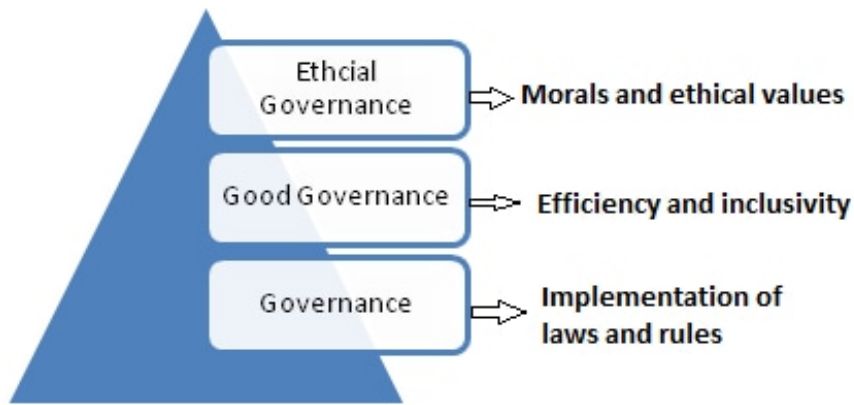 Ethcial
Governance
Morals and ethical values
Good Governance
Efficiency and inclusivity
Governance
Implementation of
laws and rules